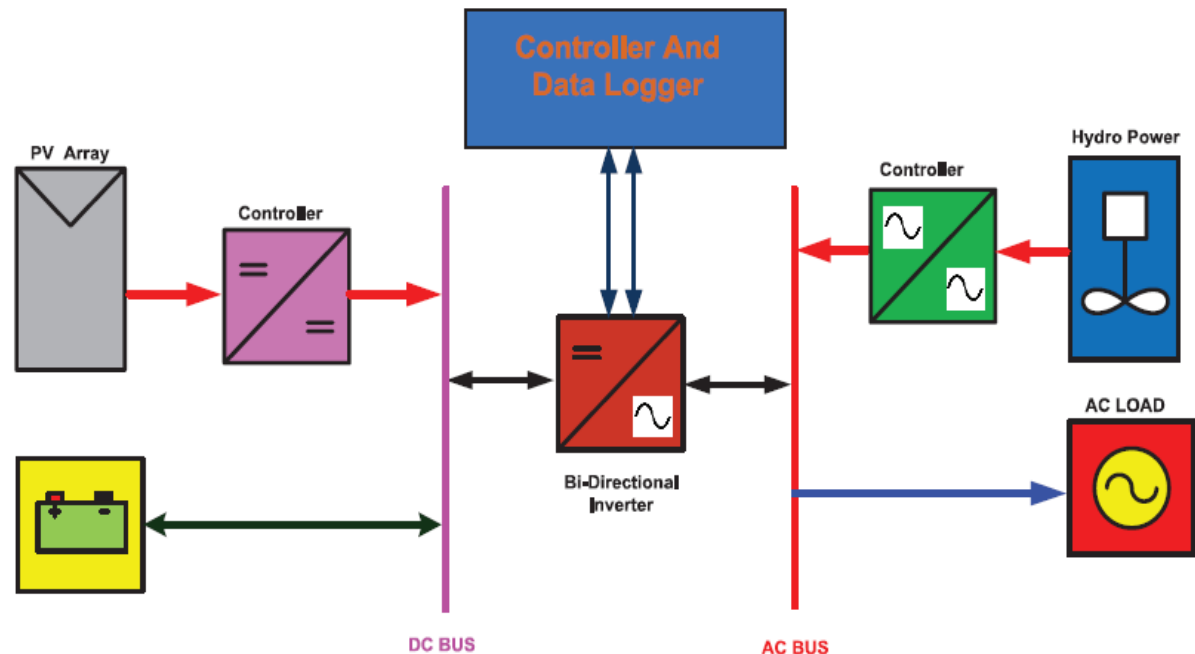 Controller And
Data Logger
PV Array
Controller
Controller
Hydro Power
Bi-Directional
Inverter
AC LOAD
+ -
DC BUS
AC BUS